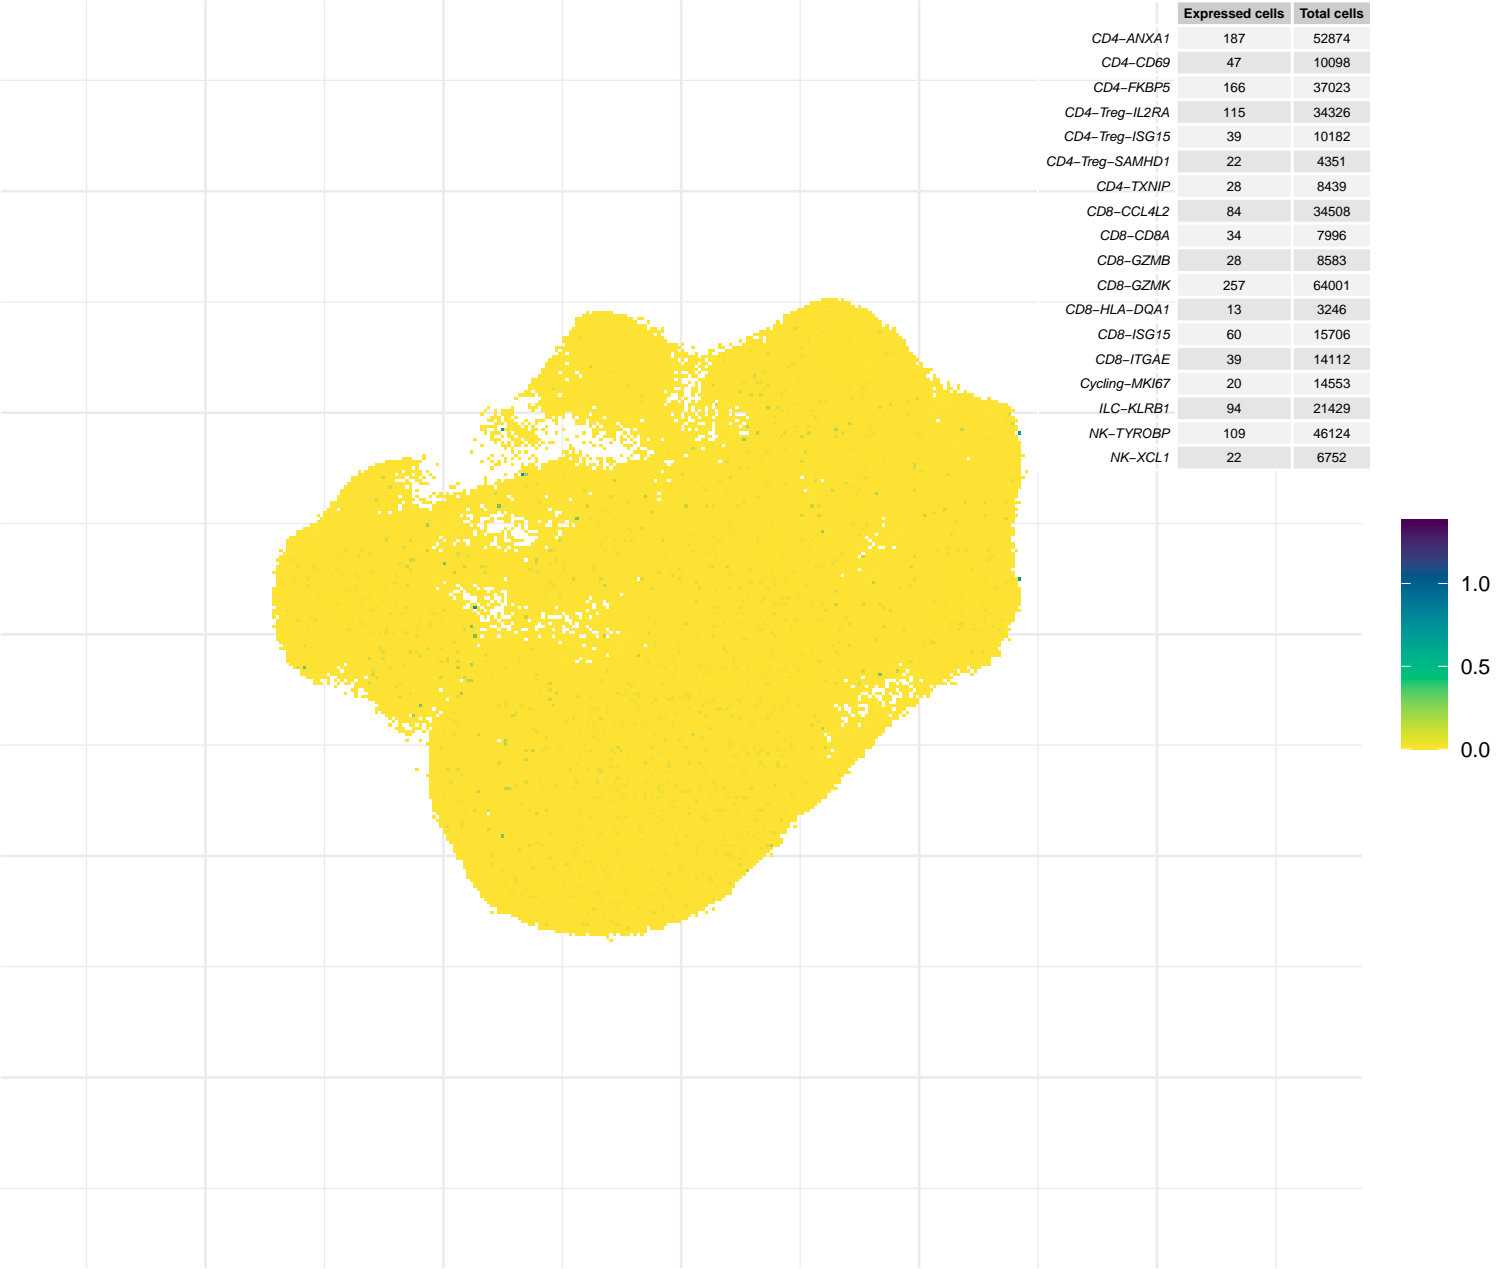 Expressed cells Total cells
CD4−ANXA1 187 52874
CD4−CD69 47 10098
CD4−FKBP5 166 37023
CD4−Treg−IL2RA 115 34326
CD4−Treg−ISG15 39 10182
CD4−Treg−SAMHD1 22 4351
CD4−TXNIP 28 8439
CD8−CCL4L2 84 34508
CD8−CD8A 34 7996
CD8−GZMB 28 8583
CD8−GZMK 257 64001
CD8−HLA−DQA1 13 3246
CD8−ISG15 60 15706
CD8−ITGAE 39 14112
Cycling−MKI67 20 14553
ILC−KLRB1 94 21429
NK−TYROBP 109 46124
NK−XCL1 22 6752
1.0
0.5
0.0